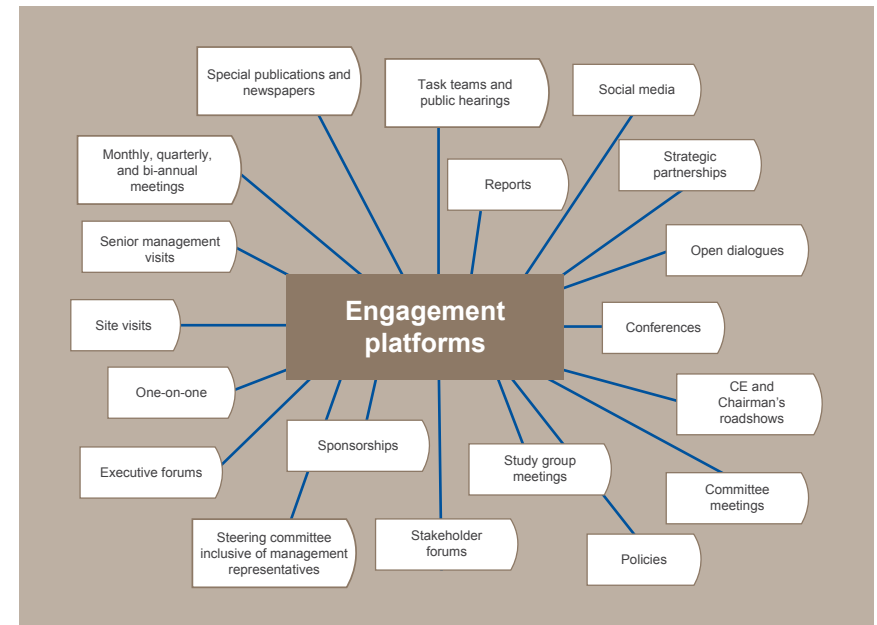 Special publications and
newspapers
Task teams and
public hearings
Social media
Monthly, quarterly,
and bi-annual
meetings
Reports
Strategic
partnerships
Senior management
visits
Open dialogues
Engagement
platforms
Site visits
Conferences
One-on-one
CE and
Chairman’s
roadshows
Sponsorships
Executive forums
Study group
meetings
Committee
meetings
Steering committee
inclusive of management
representatives
Stakeholder
forums
Policies